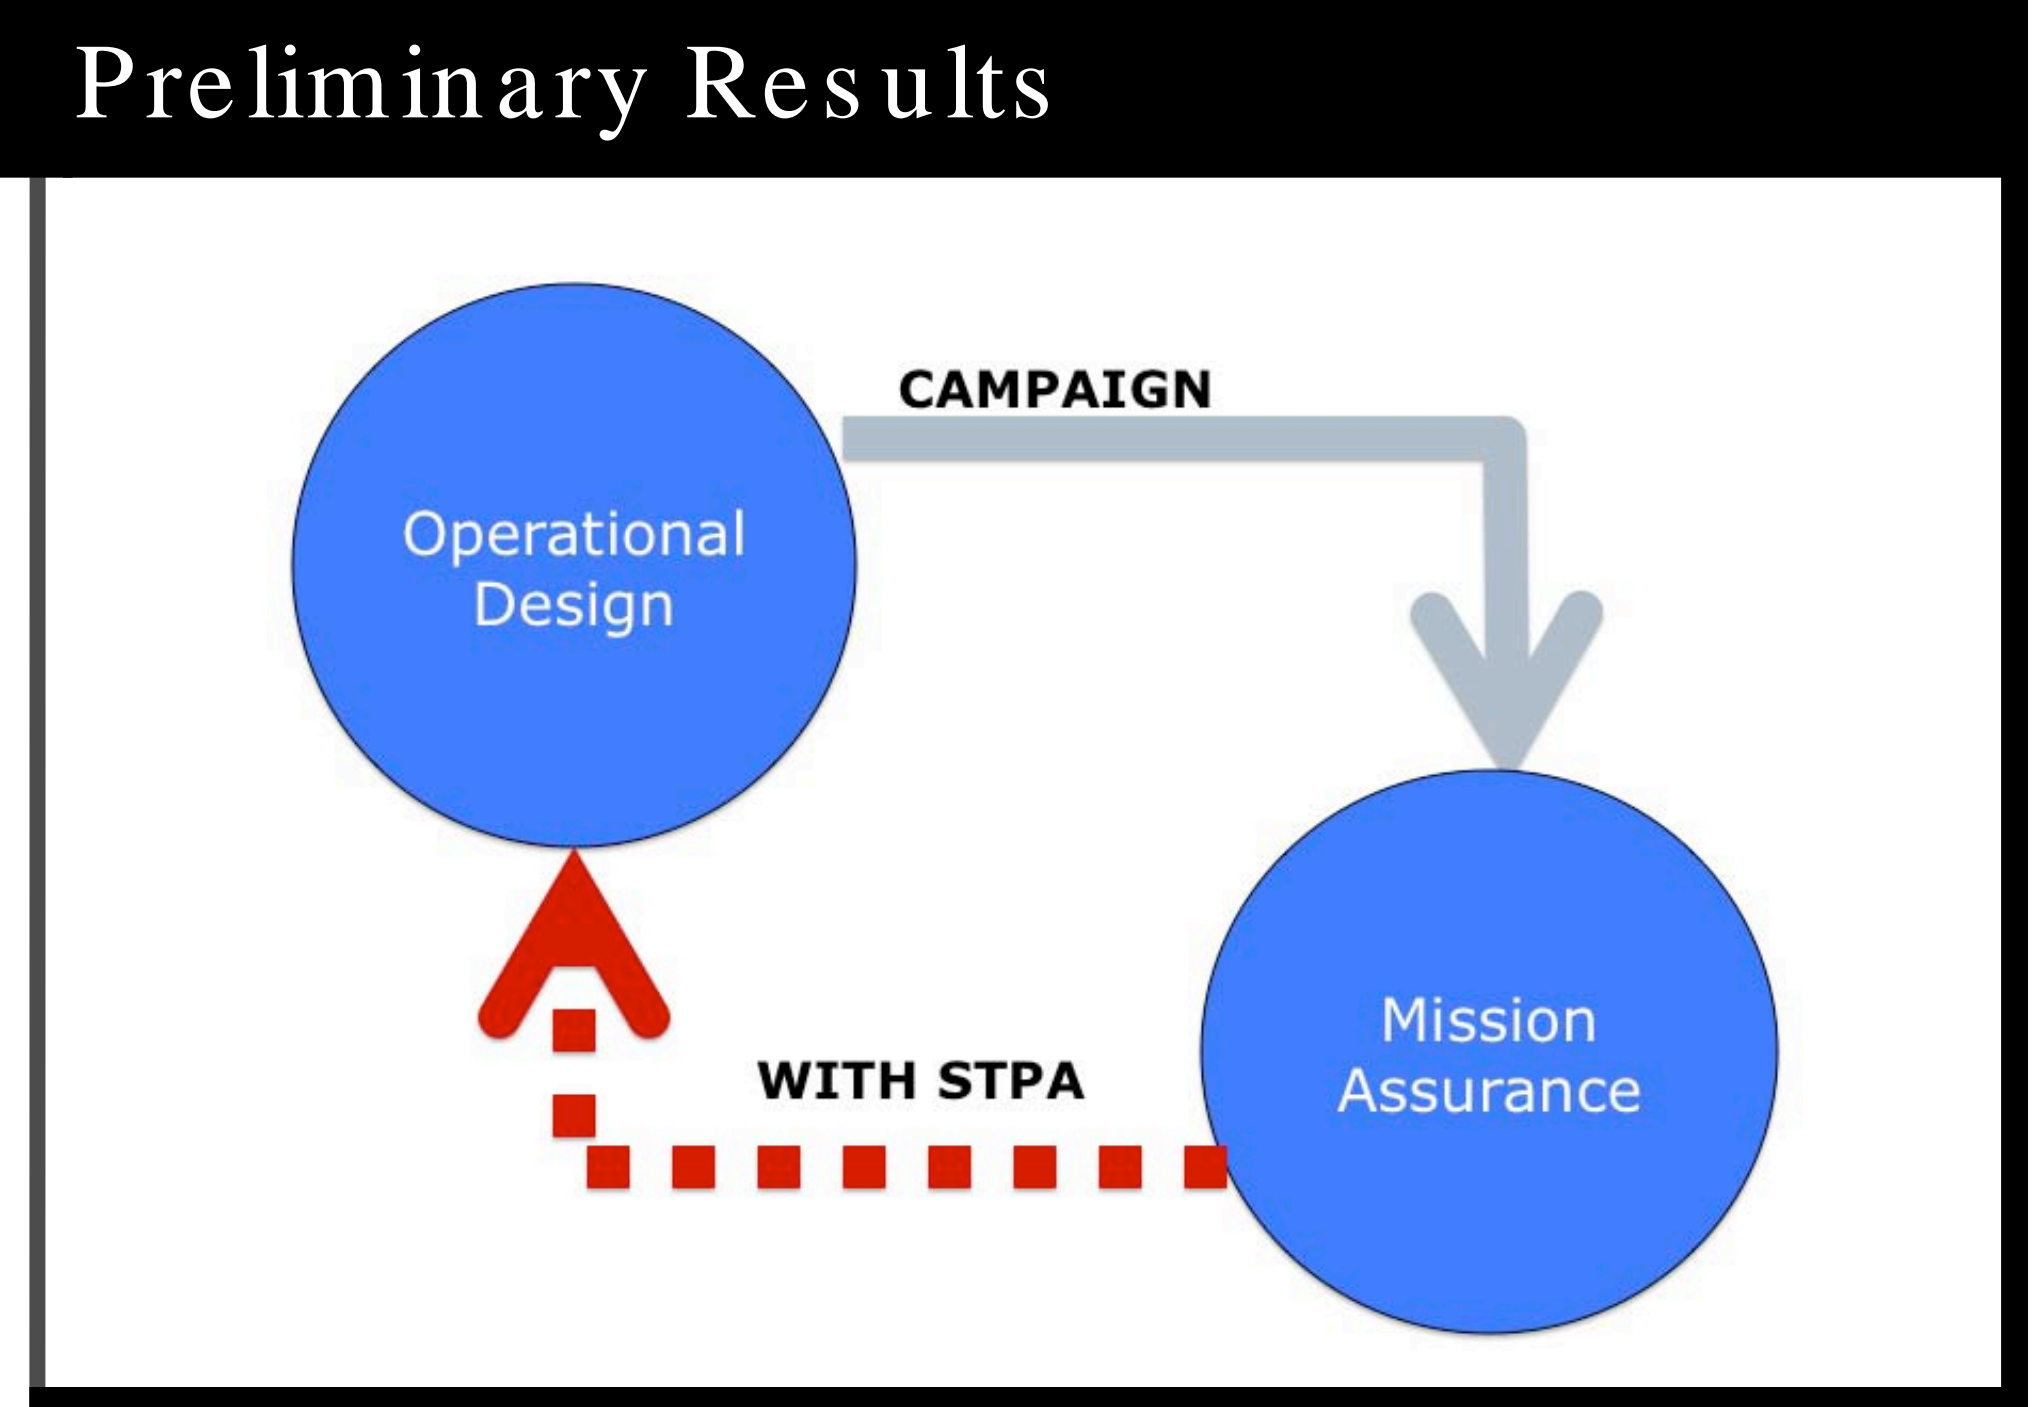 Preliminary Results
CAMPAIGN
Operational
Design
Mission
Assurance
WITH STPA